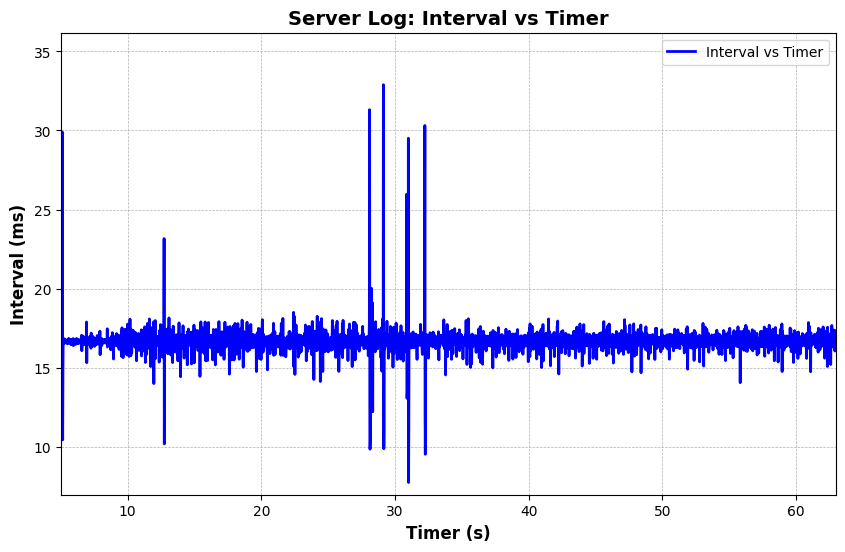 Server Log: Interval vs Timer
Interval vs Timer
35
30
25
20
15
10
Interval (ms)
10 20 30 40 50 60
Timer (s)